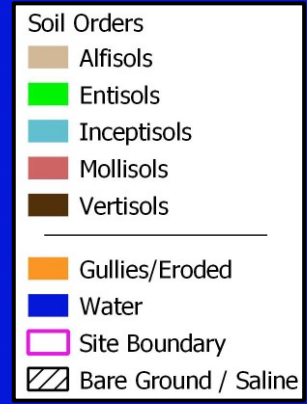 Soil Orders
Alfisols
Entisols
Inceptisols
Mollisols
Vertisols
Gullies/Eroded
Water
Site Boundary
Bare Ground / Saline